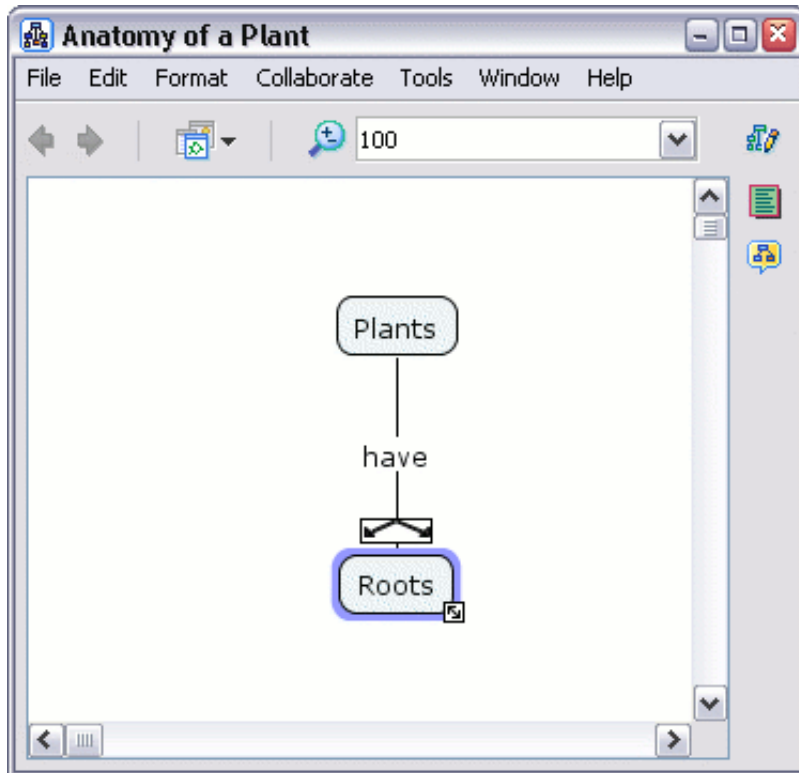 Anatomy of a Plant
File Edit Format Collaborate Tools Window Help
100
Plants
have
Roots